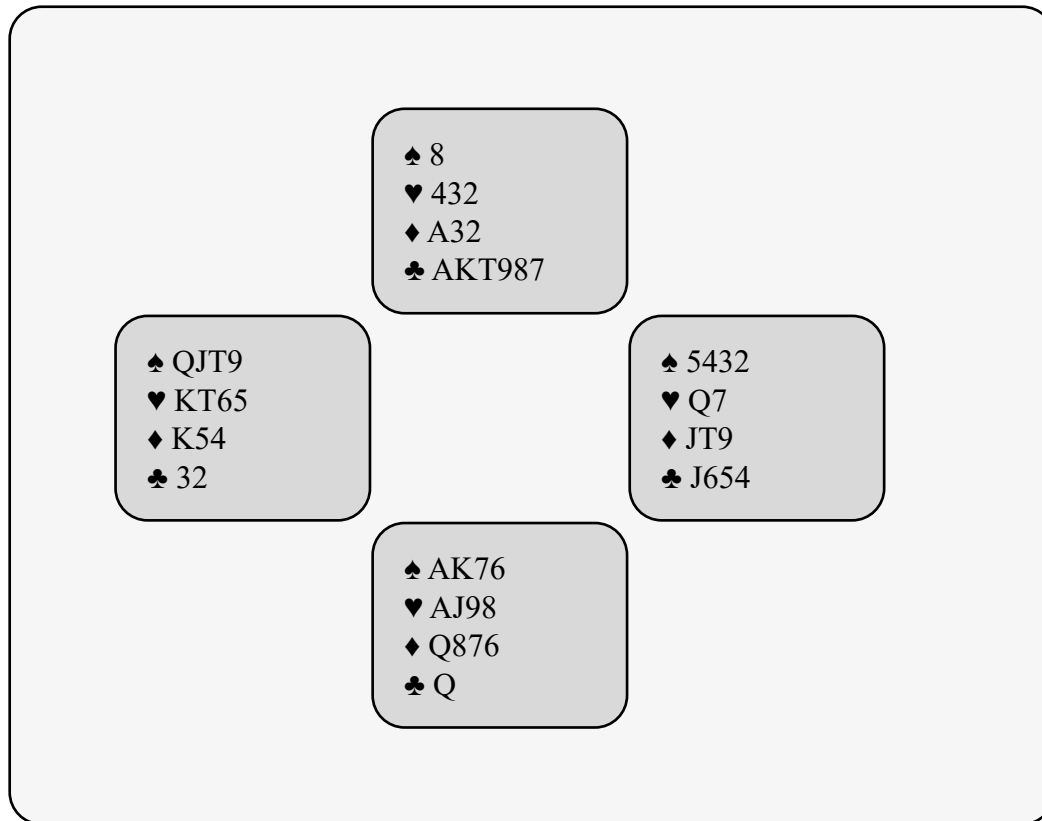 ♠ 8
♥ 432
♦ A32
♣ AKT987
♠ QJT9
♥ KT65
♦ K54
♣ 32
♠ 5432
♥ Q7
♦ JT9
♣ J654
♠ AK76
♥ AJ98
♦ Q876
♣ Q